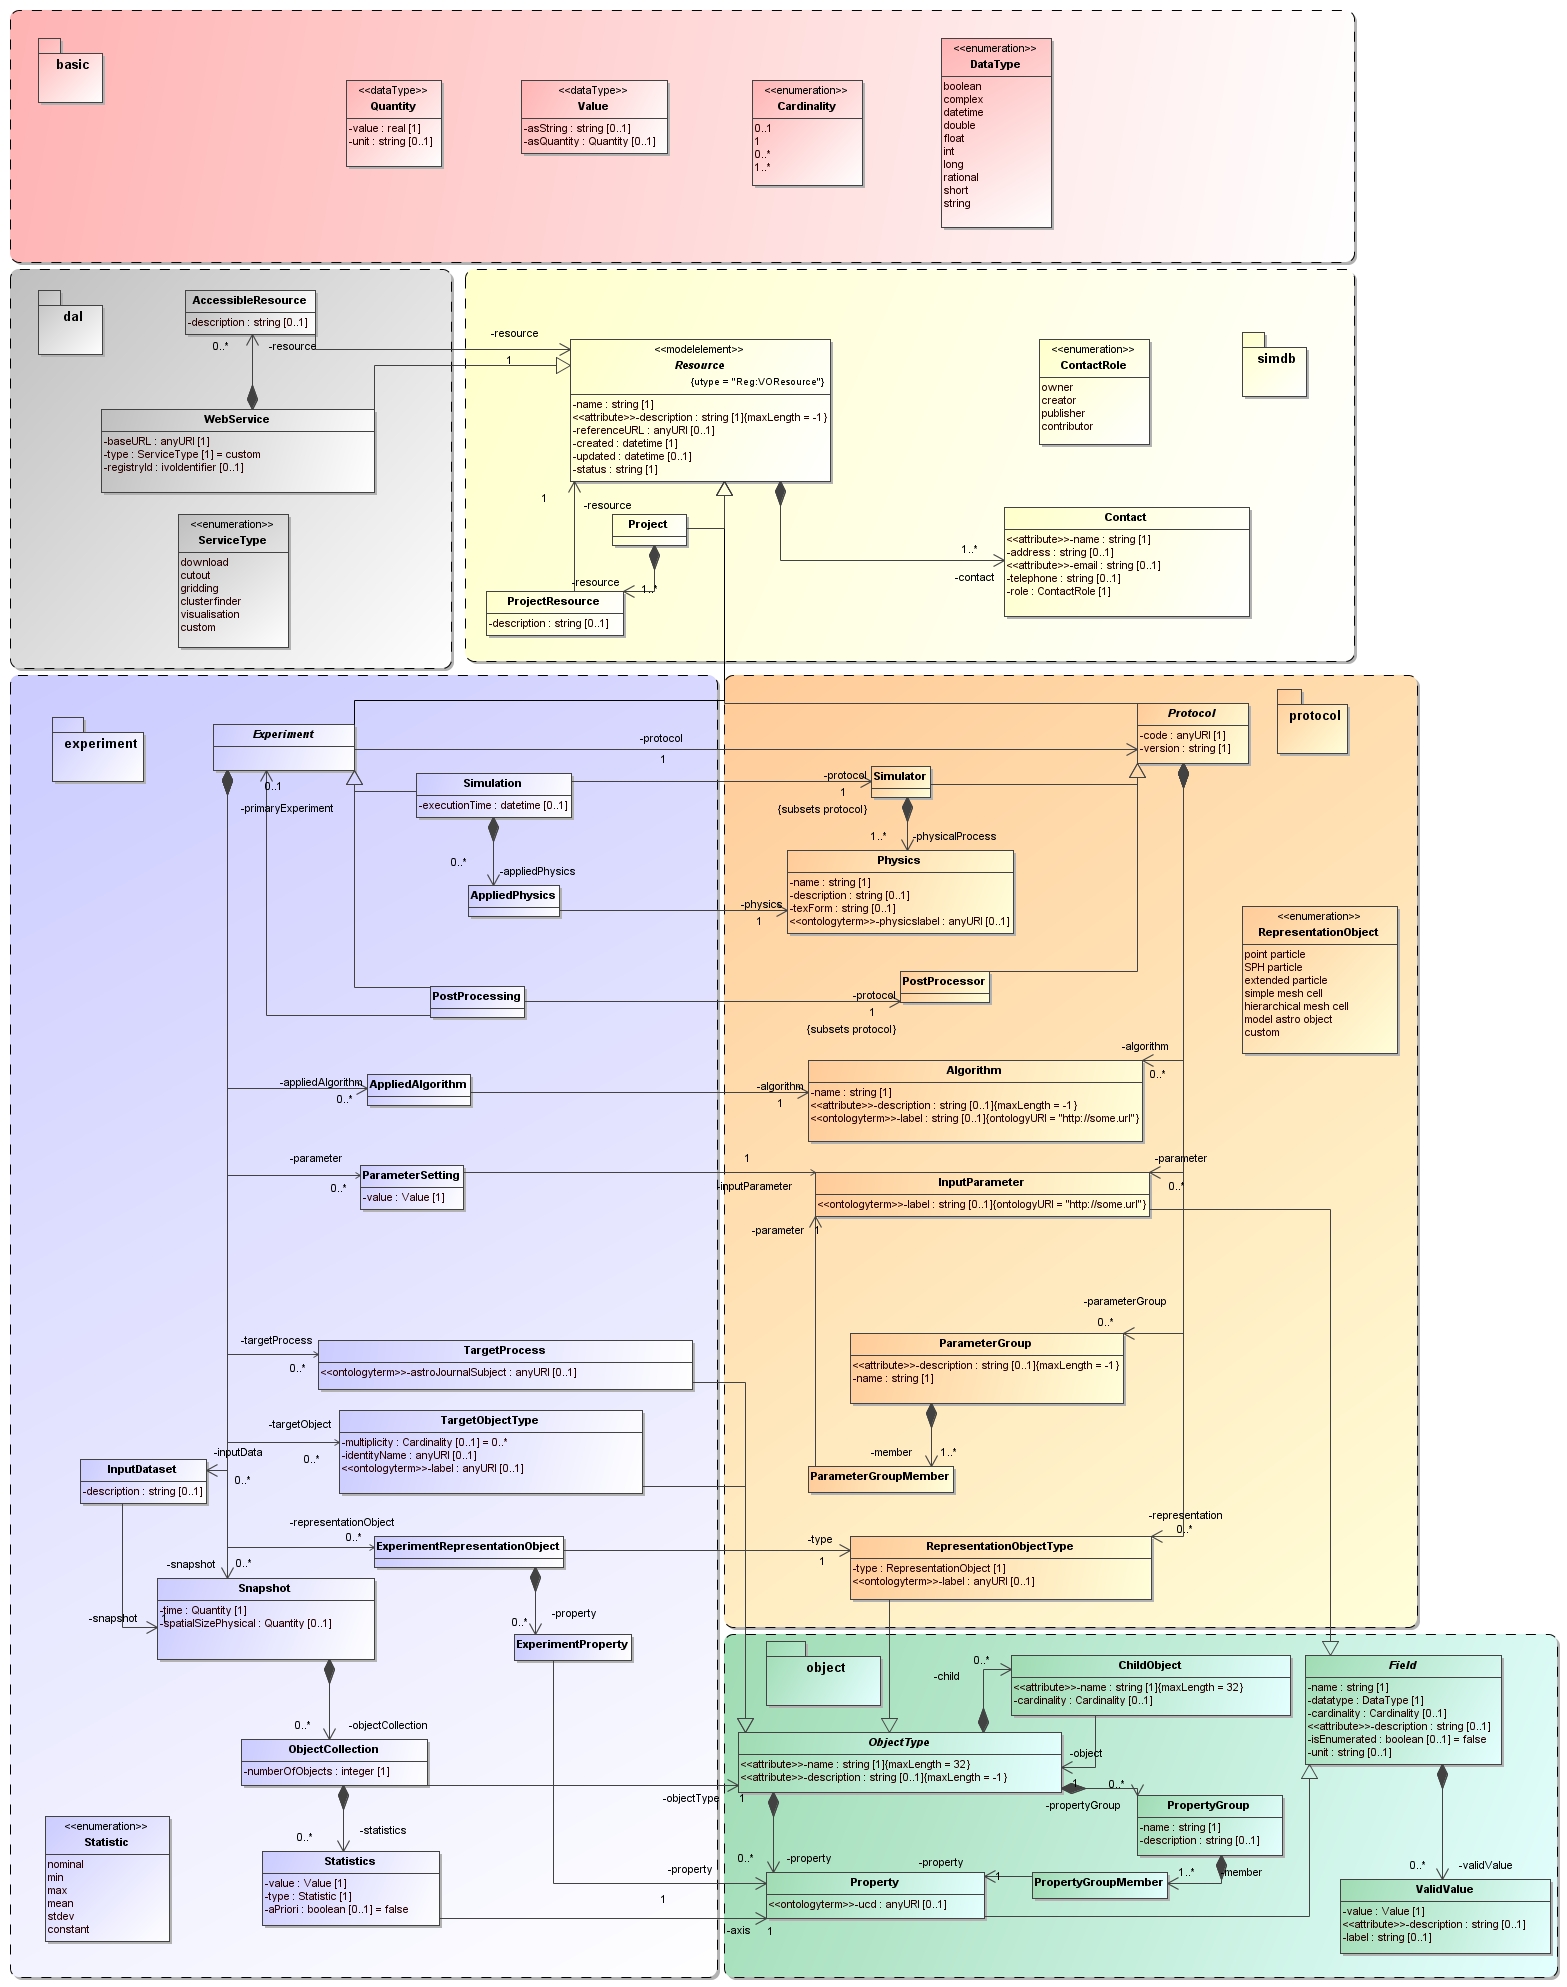 basic
<<dataType>>
Quantity
-value : real [1]
-unit : string [0..1]
<<dataType>>
Value
-asString : string [0..1]
-asQuantity : Quantity [0..1]
<<enumeration>>
Cardinality
0..1
1
0..*
1..*
<<enumeration>>
DataType
boolean
complex
datetime
double
float
int
long
rational
short
string
dal
AccessibleResource
-description : string [0..1]
0..*
-resource
-resource
1
WebService
-baseURL : anyURI [1]
-type : ServiceType [1] = custom
-registryId : ivoIdentifier [0..1]
<<enumeration>>
ServiceType
download
cutout
gridding
clusterfinder
visualisation
custom
simdb
<<modelelement>>
Resource
{utype = "Reg:VOResource"}
-name : string [1]
<<attribute>>-description : string [1]{maxLength = -1}
-referenceURL : anyURI [0..1]
-created : datetime [1]
-updated : datetime [0..1]
-status : string [1]
<<enumeration>>
ContactRole
owner
creator
publisher
contributor
1
-resource
Project
-resource
1..*
ProjectResource
-description : string [0..1]
1..*
-contact
Contact
<<attribute>>-name : string [1]
-address : string [0..1]
<<attribute>>-email : string [0..1]
-telephone : string [0..1]
-role : ContactRole [1]
experiment
Experiment
-protocol
1
0..1
-primaryExperiment
Simulation
-executionTime : datetime [0..1]
0..*
-appliedPhysics
AppliedPhysics
PostProcessing
-appliedAlgorithm
0..*
AppliedAlgorithm
-parameter
0..*
ParameterSetting
-value : Value [1]
-targetProcess
0..*
TargetProcess
<<ontologyterm>>-astroJournalSubject : anyURI [0..1]
-targetObject
0..*
TargetObjectType
-multiplicity : Cardinality [0..1] = 0..*
-identityName : anyURI [0..1]
<<ontologyterm>>-label : anyURI [0..1]
-inputData
0..*
InputDataset
-description : string [0..1]
-representationObject
0..*
ExperimentRepresentationObject
-snapshot
0..*
Snapshot
-time : Quantity [1]
-spatialSizePhysical : Quantity [0..1]
-snapshot
1
0..*
-property
ExperimentProperty
0..*
-objectCollection
ObjectCollection
-numberOfObjects : integer [1]
0..*
-statistics
Statistics
-value : Value [1]
-type : Statistic [1]
-aPriori : boolean [0..1] = false
<<enumeration>>
Statistic
nominal
min
max
mean
stdev
constant
protocol
Protocol
-code : anyURI [1]
-version : string [1]
-protocol
1
{subsets protocol}
Simulator
1..*
-physicalProcess
Physics
-name : string [1]
-description : string [0..1]
-texForm : string [0..1]
<<ontologyterm>>-physicslabel : anyURI [0..1]
-physics
1
<<enumeration>>
RepresentationObject
point particle
SPH particle
extended particle
simple mesh cell
hierarchical mesh cell
model astro object
custom
PostProcessor
-protocol
1
{subsets protocol}
-algorithm
0..*
Algorithm
-name : string [1]
<<attribute>>-description : string [0..1]{maxLength = -1}
<<ontologyterm>>-label : string [0..1]{ontologyURI = "http://some.url"}
-algorithm
1
1
-inputParameter
-parameter
0..*
InputParameter
<<ontologyterm>>-label : string [0..1]{ontologyURI = "http://some.url"}
-parameter
1
-parameterGroup
0..*
ParameterGroup
<<attribute>>-description : string [0..1]{maxLength = -1}
-name : string [1]
-member
1..*
ParameterGroupMember
-representation
0..*
-type
1
RepresentationObjectType
-type : RepresentationObject [1]
<<ontologyterm>>-label : anyURI [0..1]
object
-child
0..*
ChildObject
<<attribute>>-name : string [1]{maxLength = 32}
-cardinality : Cardinality [0..1]
Field
-name : string [1]
-datatype : DataType [1]
-cardinality : Cardinality [0..1]
<<attribute>>-description : string [0..1]
-isEnumerated : boolean [0..1] = false
-unit : string [0..1]
ObjectType
<<attribute>>-name : string [1]{maxLength = 32}
<<attribute>>-description : string [0..1]{maxLength = -1}
-object
1
-objectType
1
0..*
-propertyGroup
PropertyGroup
-name : string [1]
-description : string [0..1]
0..*
-property
-property
1
1..*
-member
PropertyGroupMember
-property
1
Property
<<ontologyterm>>-ucd : anyURI [0..1]
-axis
1
0..*
-validValue
ValidValue
-value : Value [1]
<<attribute>>-description : string [0..1]
-label : string [0..1]